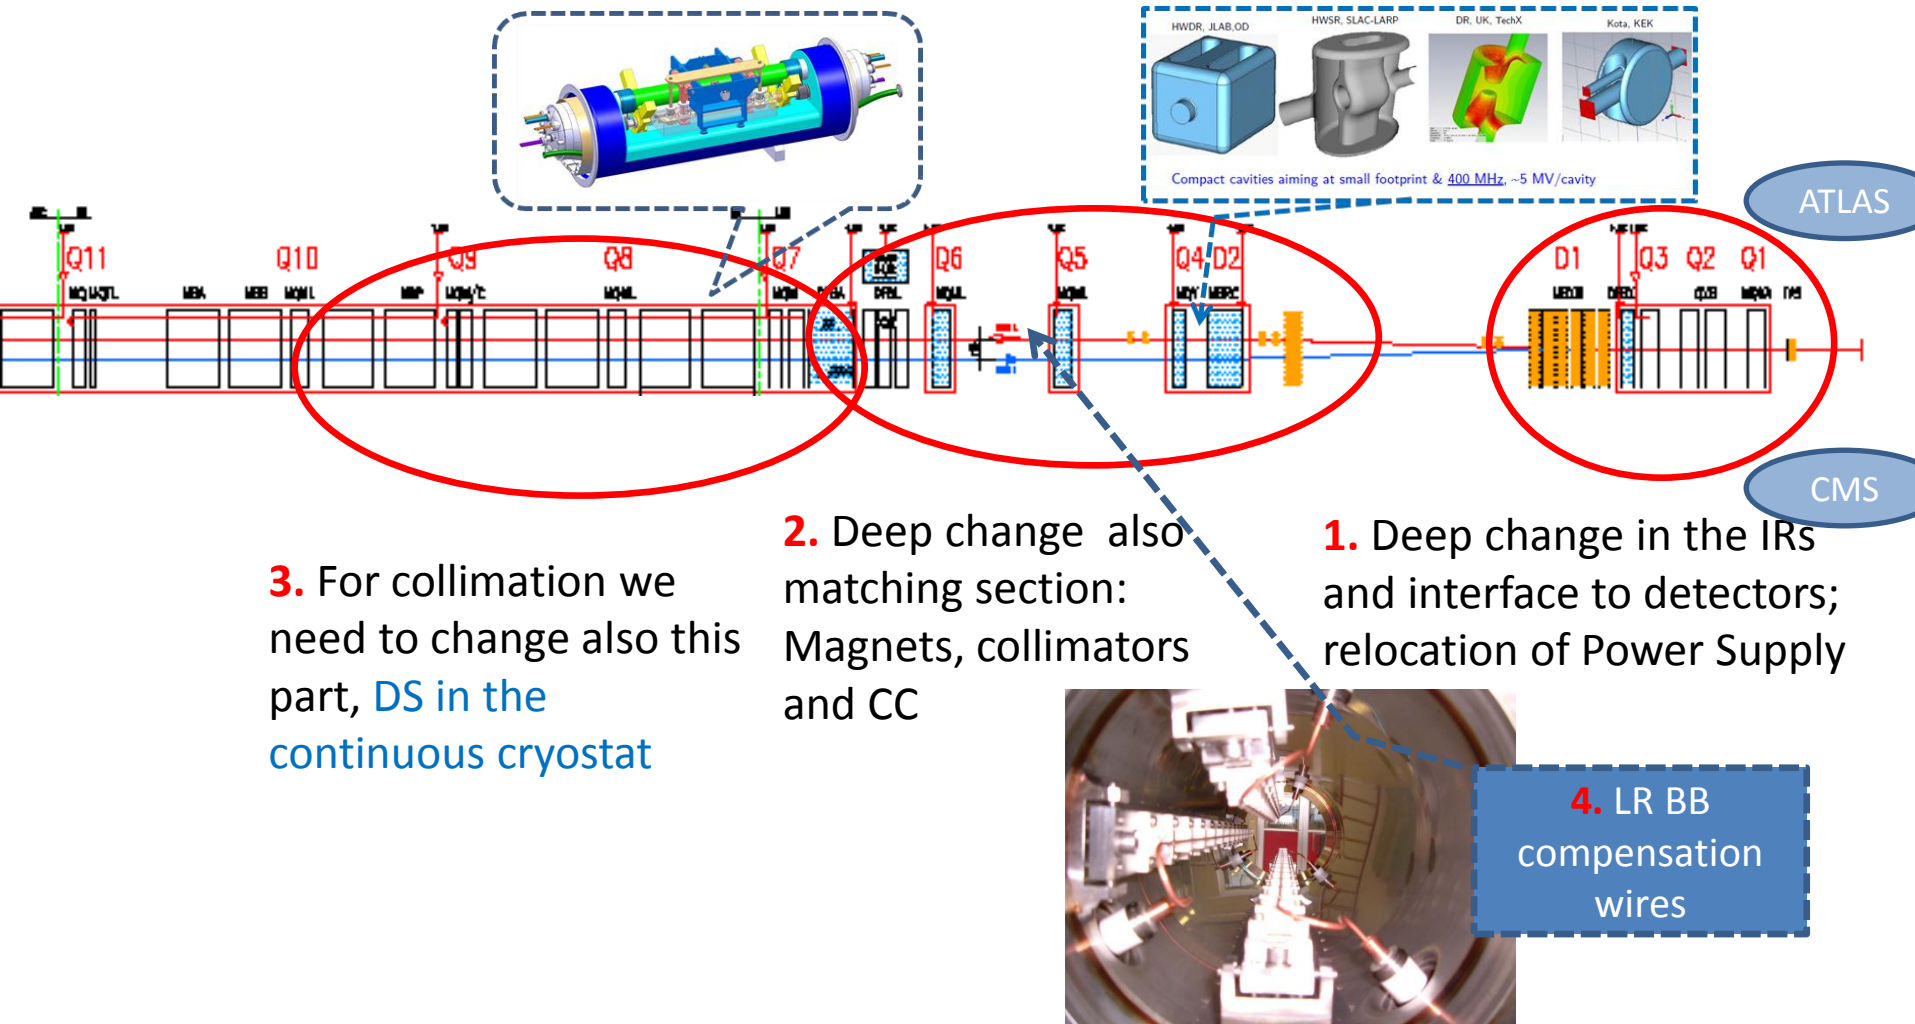 HWDR, JLAB,OD
HWSR, SLAC-LARP
DR, UK, TechX
Kota, KEK
Compact cavities aiming at small footprint & 400 MHz, ~5 MV/cavity
ATLAS
Q11
Q10
Q9
Q8
Q7
Q6
Q5
Q4
D2
D1
Q3
Q2
Q1
CMS
1. Deep change in the IRs
and interface to detectors;
relocation of Power Supply
2. Deep change also
matching section:
Magnets, collimators
and CC
3. For collimation we
need to change also this
part, DS in the
continuous cryostat
4. LR BB
compensation
wires